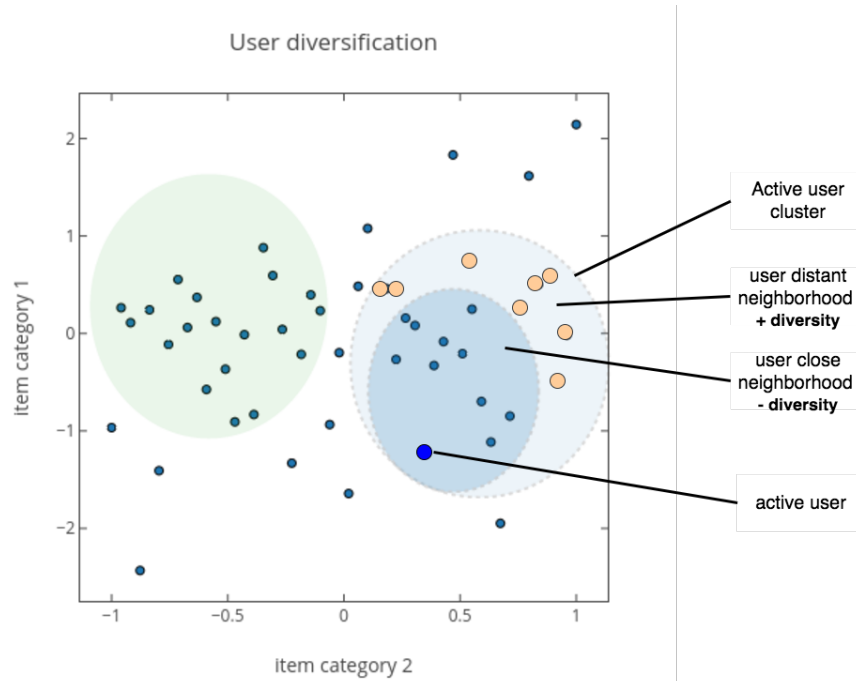 User diversification
item category 1
2
1
0
−1
−2
−1
−0.5
0
0.5
1
item category 2
Active user
cluster
user distant
neighborhood
+ diversity
user close
neighborhood
- diversity
active user